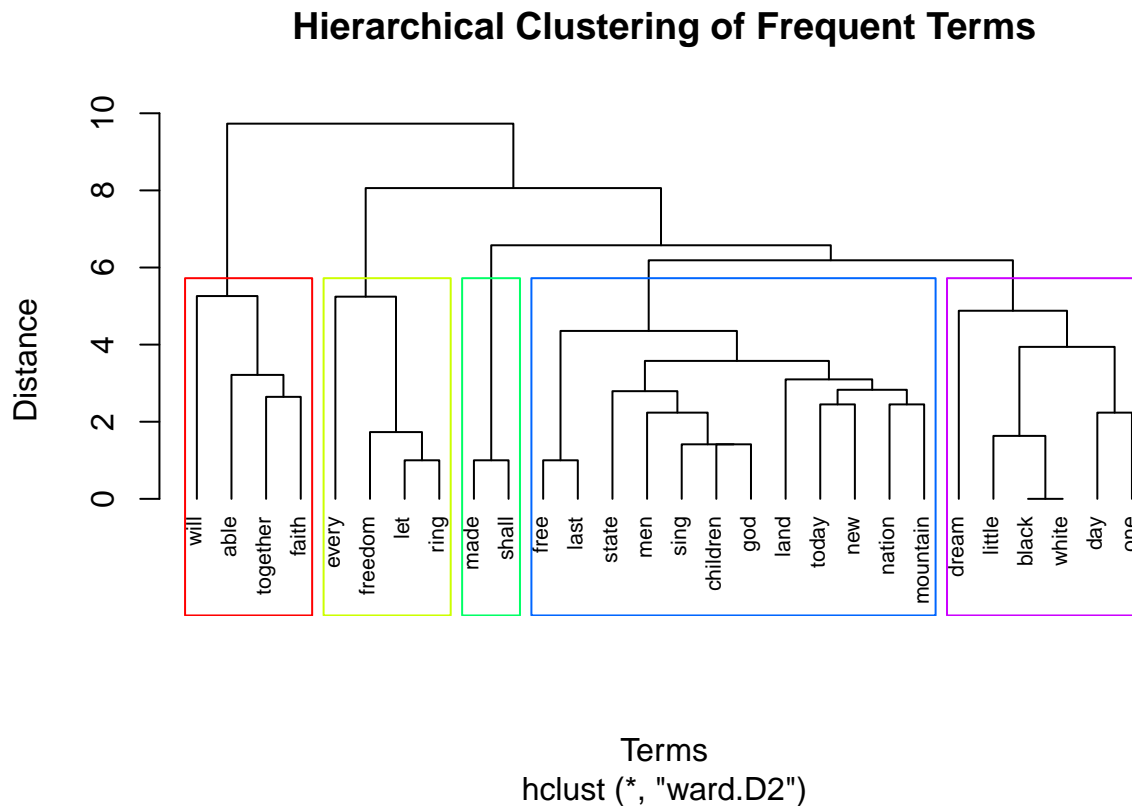 Hierarchical Clustering of Frequent Terms
Distance
10
8
6
4
2
0
will
able
together
faith
every
freedom
let
ring
made
shall
free
last
state
men
sing
children
god
land
today
new
nation
mountain
dream
little
black
white
day
one
Terms
hclust (*, "ward.D2")